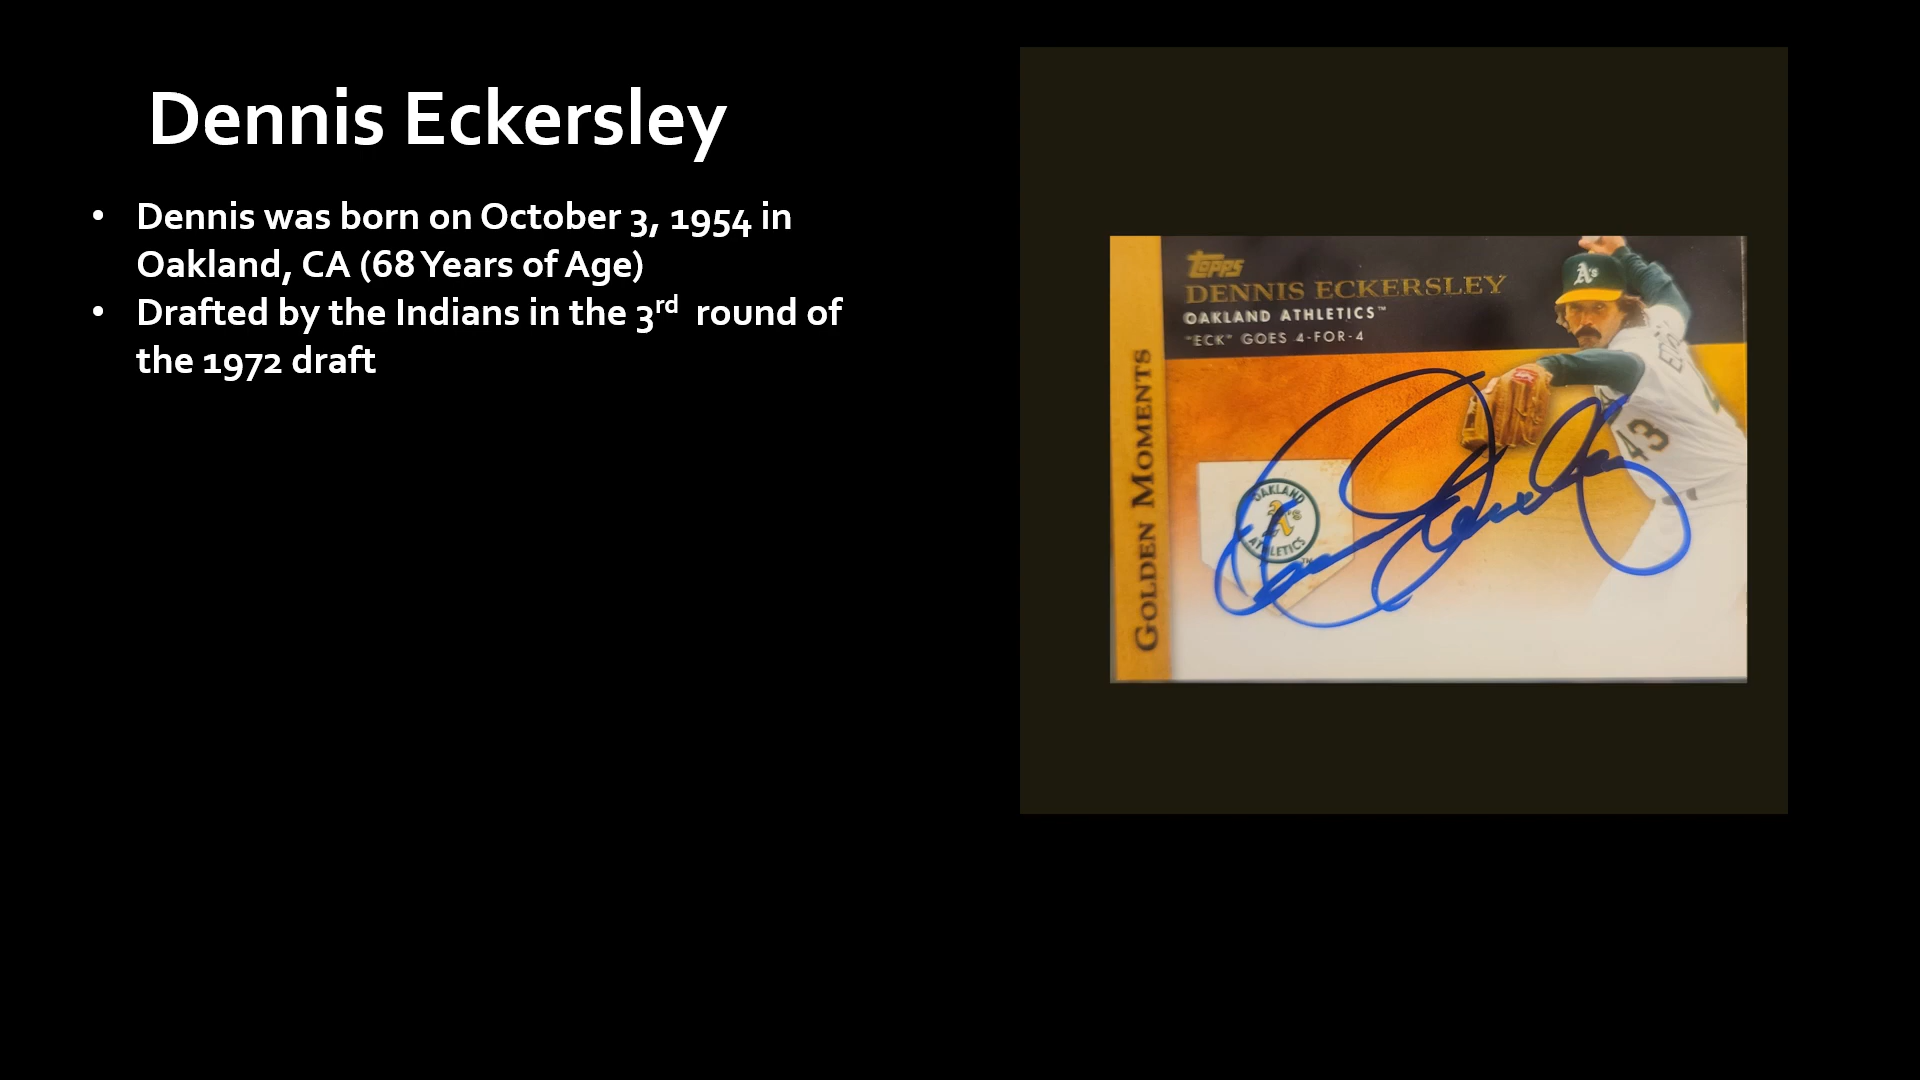 Dennis Eckersley
• Dennis was born on October 3, 1954 in
Oakland, CA (68 Years of Age)
• Drafted by the Indians in the 3rd round of
the 1972 draft
Topps
DENNIS ECKERSLEY
OAKLAND ATHLETICS™
"ECK" GOES 4-FOR-4
GOLDEN MOMENTS
A's
43
OAKLAND
A's
ATHLETICS
TM